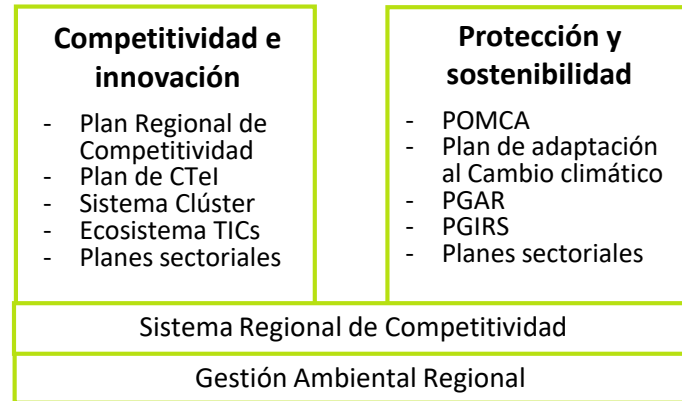 Competitividad e
innovación
- Plan Regional de
Competitividad
- Plan de CTeI
- Sistema Clúster
- Ecosistema TICs
- Planes sectoriales
Protección y
sostenibilidad
- POMCA
- Plan de adaptación
al Cambio climático
- PGAR
- PGIRS
- Planes sectoriales
Sistema Regional de Competitividad
Gestión Ambiental Regional